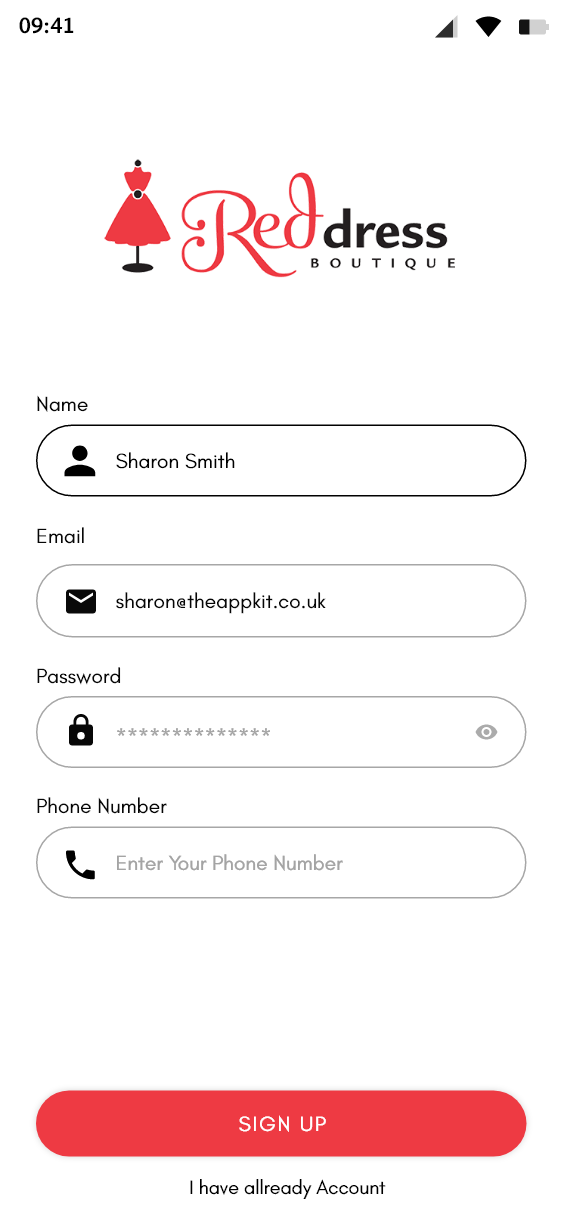 09:41
Red dress
BOUTIQUE
Name
Sharon Smith
Email
sharon@theappkit.co.uk
Password
**************
Phone Number
Enter Your Phone Number
SIGN UP
I have allready Account